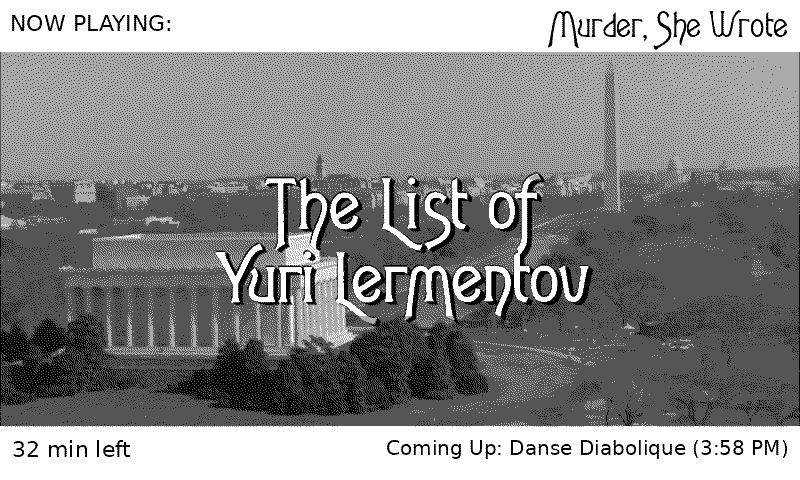 NOW PLAYING:
Murder, She Wrote
The List of
Yuri Lermentov
32 min left
Coming Up: Danse Diabolique (3:58 PM)